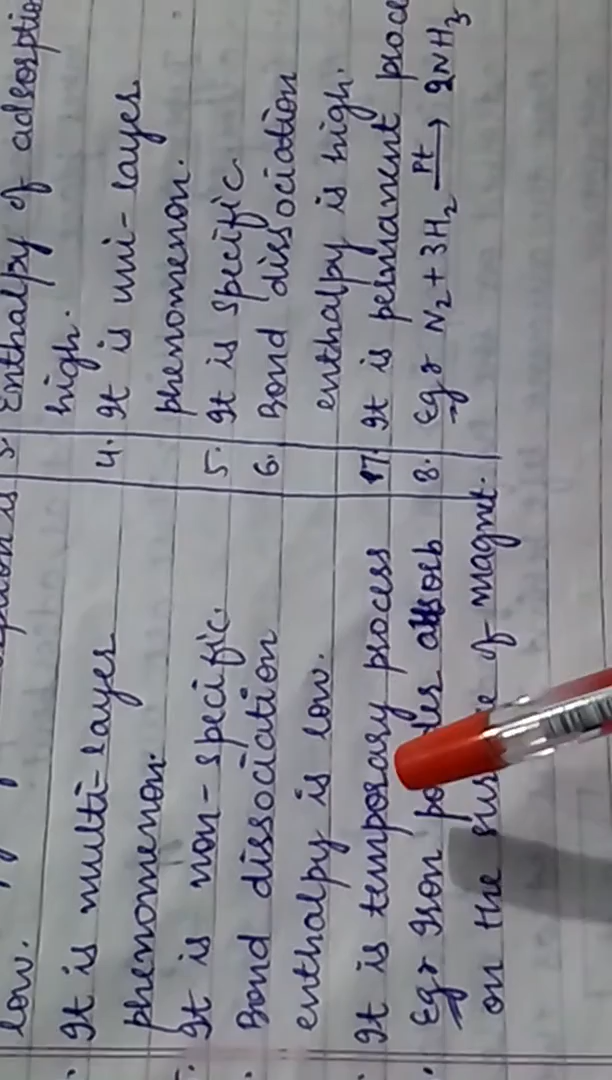 low.
It is multi-layer
phenomenon.
It is non-specific.
Bond dissociation
enthalpy is low.
It is temporary process
Eg→ Iron absorb
on the of magnet.
3. Enthalpy of adsorption
high.
4. It is uni-layer
phenomenon.
5. It is specific
6. Bond dissociation
enthalpy is high.
7. It is permanent proce
8. Eg→ N₂ + 3H₂ Pt→ 2NH₃